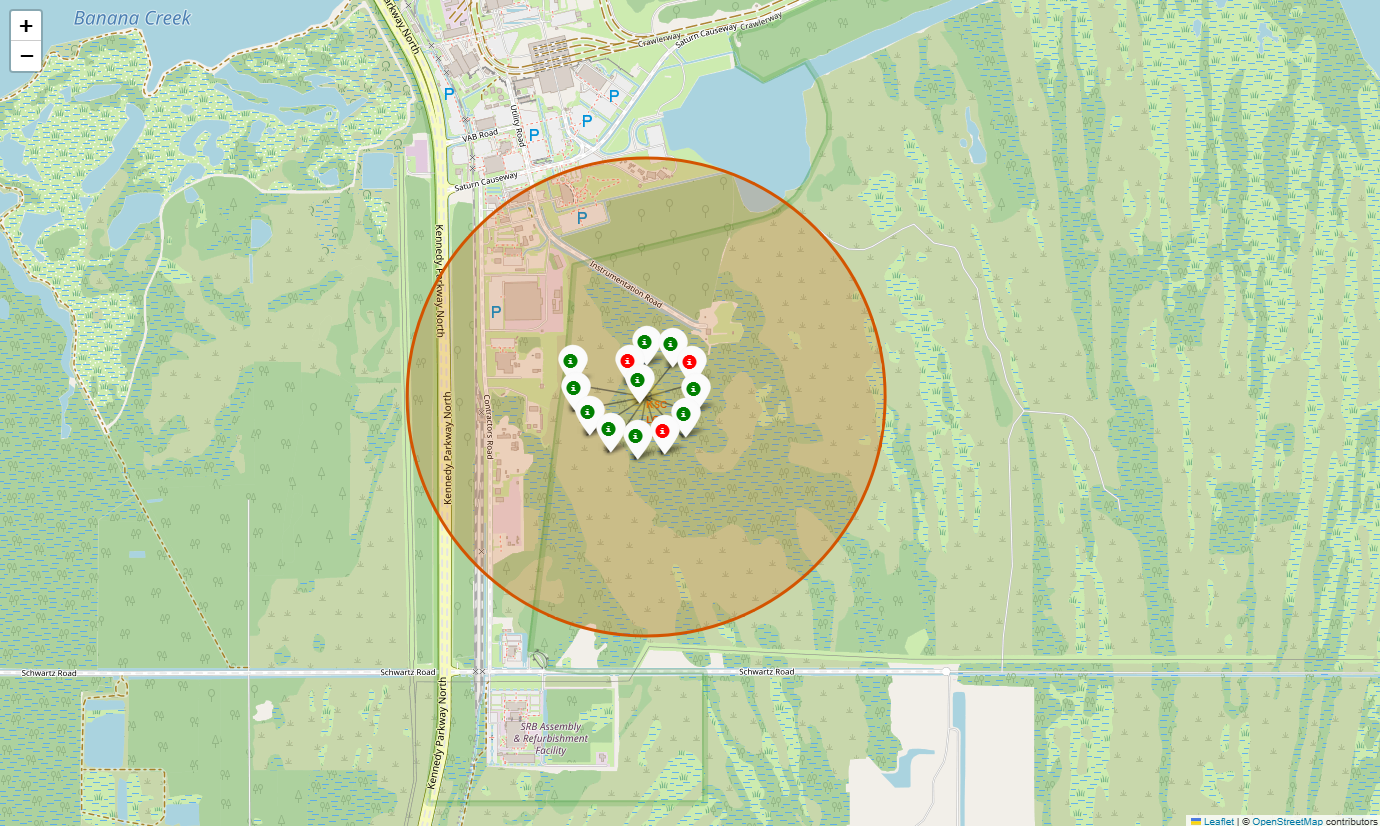 +
−
Banana Creek
Parkway North
Crawlerway
Saturn Causeway
Crawlerway
P
P
P
P
Utility Road
VAB Road
Saturn Causeway
P
Kennedy Parkway North
Instrumentation Road
P
Kennedy Parkway North
Contractors Road
Schwartz Road
Schwartz Road
Schwartz Road
Kennedy Parkway North
SRB Assembly
& Refurbishment
Facility
Leaflet | © OpenStreetMap contributors